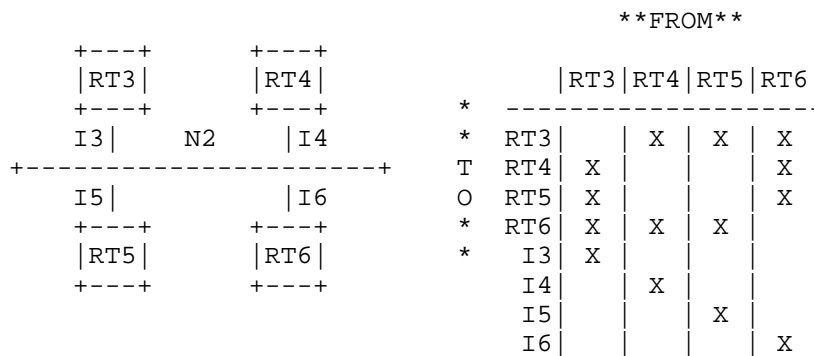 **FROM**
+---+ +---+
|RT3| |RT4| |RT3|RT4|RT5|RT6
+---+ +---+ * --------------------
I3| N2 |I4 * RT3| | X | X | X
+-----------------------+ T RT4| X | | | X
I5| |I6 O RT5| X | | | X
+---+ +---+ * RT6| X | X | X |
|RT5| |RT6| * I3| X | | |
+---+ +---+ I4| | X | |
I5| | | X |
I6| | | | X